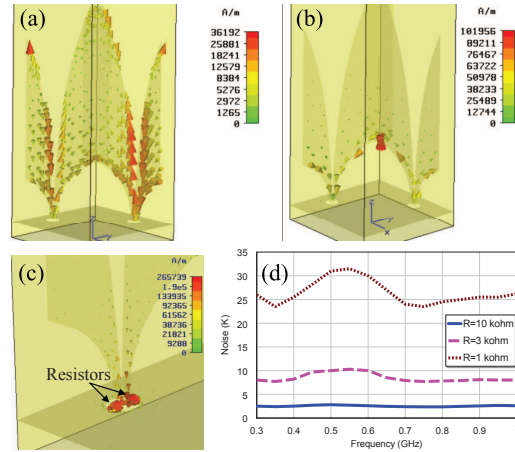 (a)
A/m
36192
25881
18241
12579
8384
5276
2972
1265
0
Z
Y
(b)
A/m
101956
89211
76467
63722
50978
38233
25489
12744
0
Z
Y
X
(c)
A/m
265739
1.9e5
133935
92365
61562
38736
21821
9288
0
Resistors
(d)
35
30
25
20
15
10
5
0
Noise (K)
R=10 kohm
R=3 kohm
R=1 kohm
0.3 0.4 0.5 0.6 0.7 0.8 0.9
Frequency (GHz)